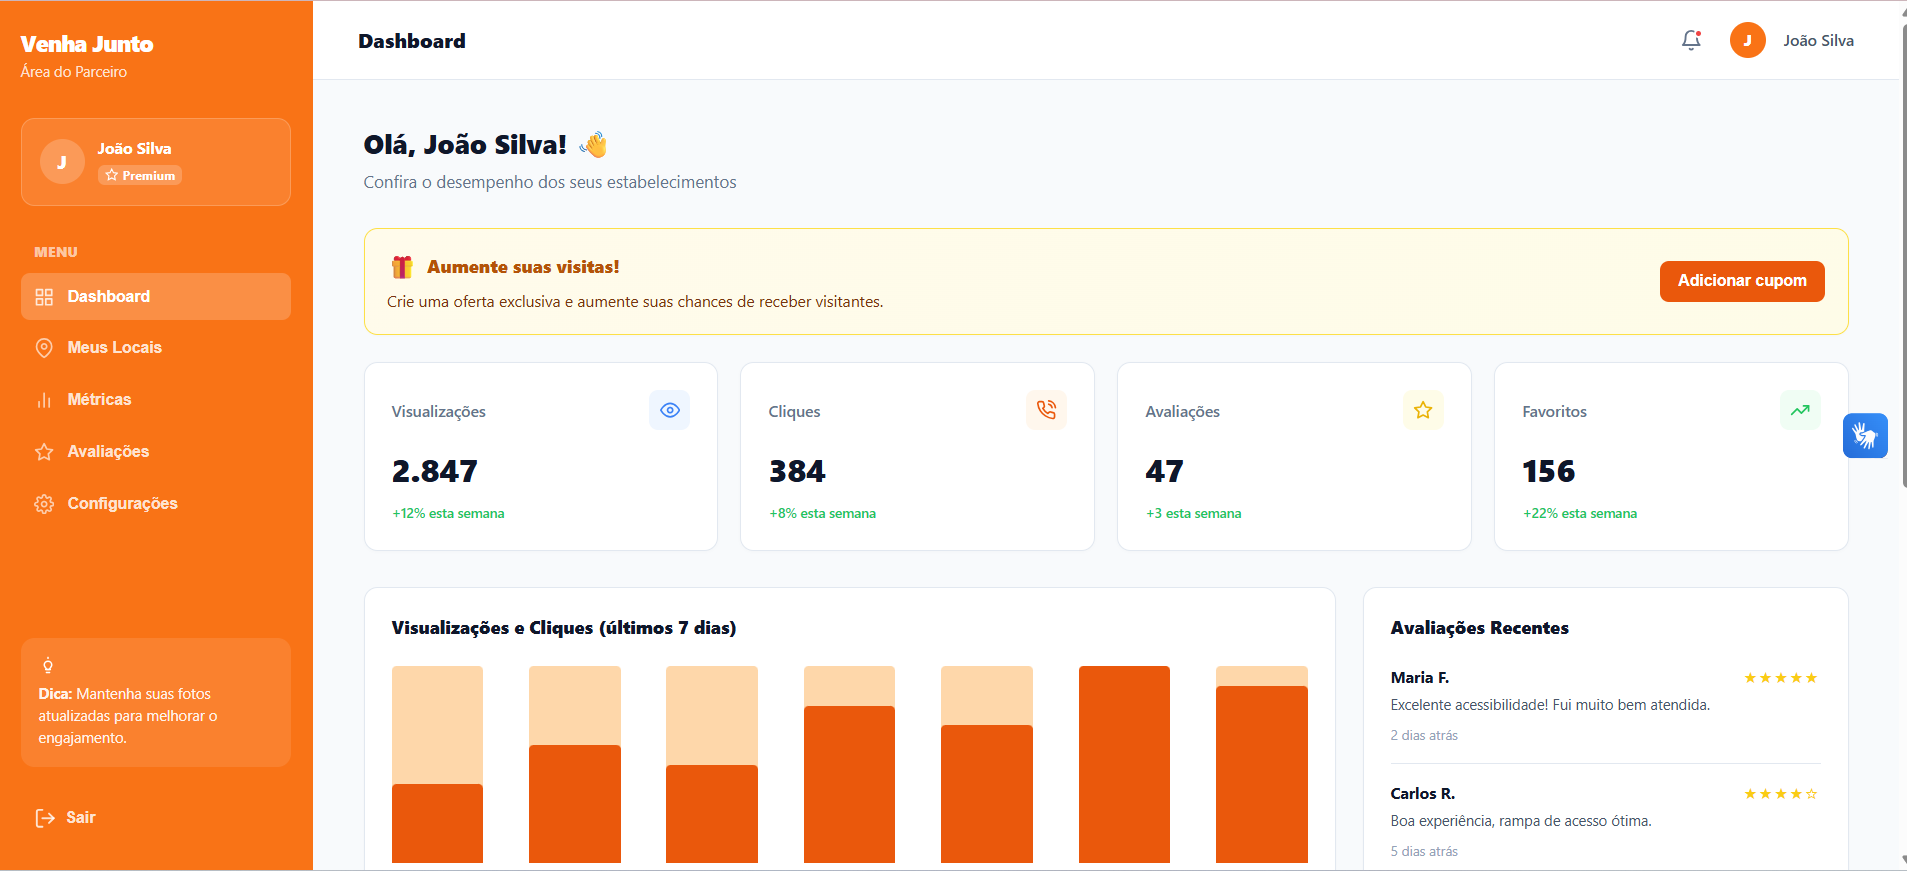 Venha Junto
Área do Parceiro
J
João Silva
Premium
MENU
Dashboard
Meus Locais
Métricas
Avaliações
Configurações
Dica: Mantenha suas fotos
atualizadas para melhorar o
engajamento.
Sair
Dashboard
J
João Silva
Olá, João Silva!
Confira o desempenho dos seus estabelecimentos
Aumente suas visitas!
Crie uma oferta exclusiva e aumente suas chances de receber visitantes.
Adicionar cupom
Visualizações
2.847
+12% esta semana
Cliques
384
+8% esta semana
Avaliações
47
+3 esta semana
Favoritos
156
+22% esta semana
Visualizações e Cliques (últimos 7 dias)
Avaliações Recentes
Maria F.
★★★★★
Excelente acessibilidade! Fui muito bem atendida.
2 dias atrás
Carlos R.
★★★★☆
Boa experiência, rampa de acesso ótima.
5 dias atrás